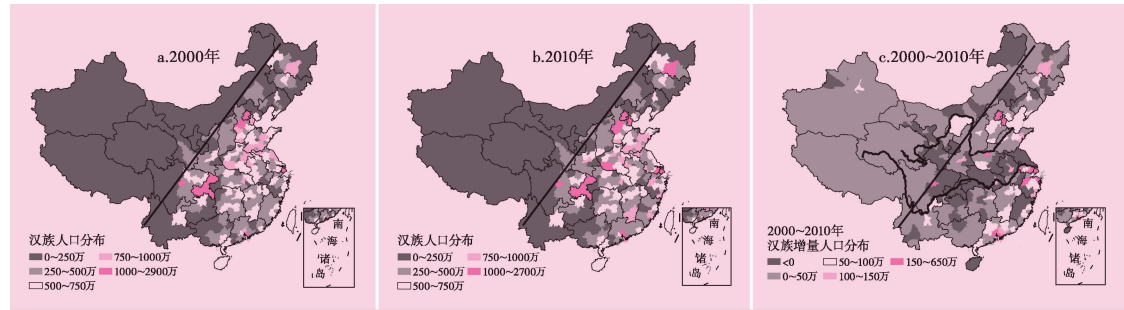 a.2000年
汉族人口分布
0~250万 750~1000万
250~500万 1000~2900万
500~750万
南
海
诸
岛
b.2010年
汉族人口分布
0~250万 750~1000万
250~500万 1000~2700万
500~750万
南
海
诸
岛
c.2000~2010年
2000~2010年
汉族增量人口分布
<0 50~100万 150~650万
0~50万 100~150万
南
海
诸
岛